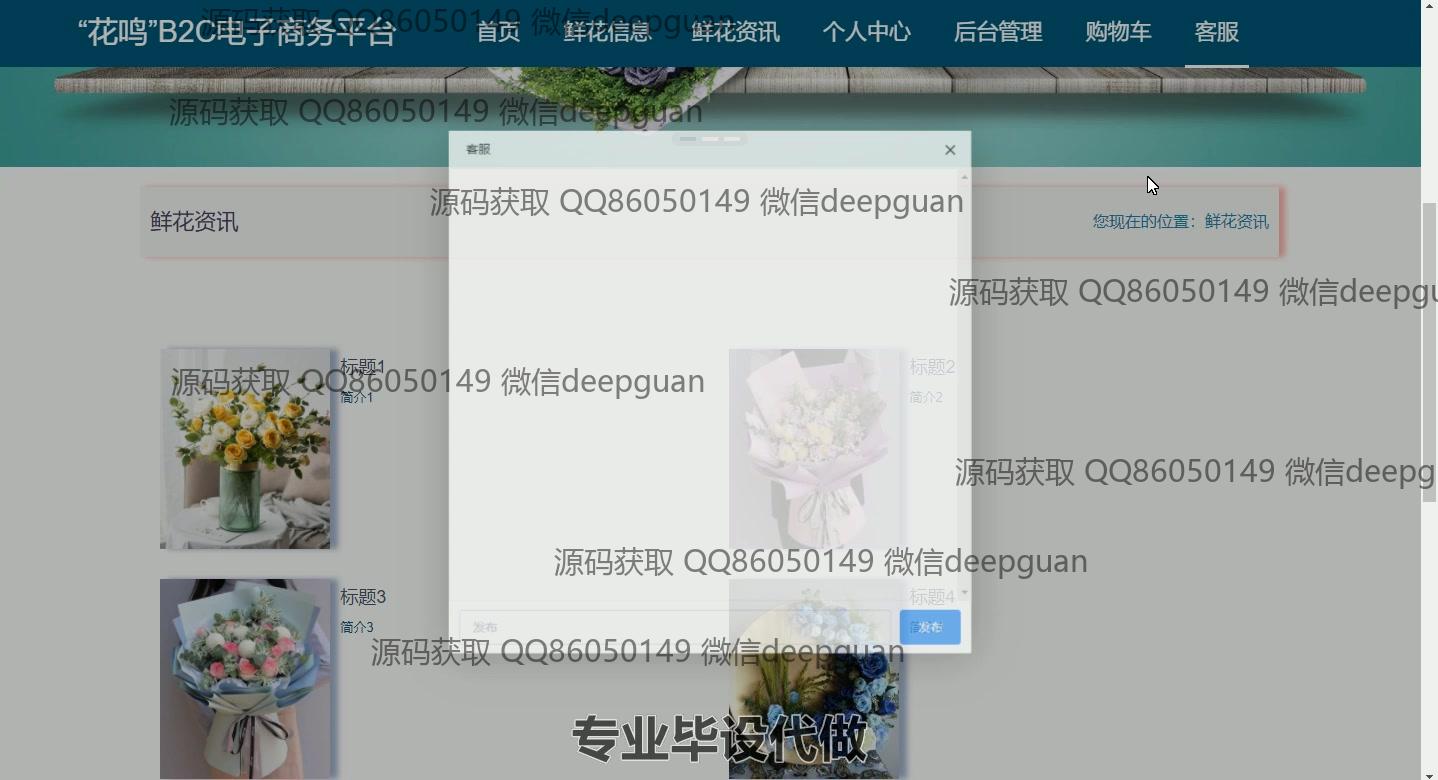 “花鸣”B2C电子商务平台 首页 鲜花信息 鲜花资讯 个人中心 后台管理 购物车 客服
源码获取 QQ86050149 微信deepguan
源码获取 QQ86050149 微信deepguan
客服
源码获取 QQ86050149 微信deepguan
鲜花资讯 您现在的位置：鲜花资讯
源码获取 QQ86050149 微信deepgu
标题1 标题2
源码获取 QQ86050149 微信deepguan
简介1 简介2
源码获取 QQ86050149 微信deepg
源码获取 QQ86050149 微信deepguan
标题3 标题4
简介3 发布 发布
源码获取 QQ86050149 微信deepguan
专业毕设代做